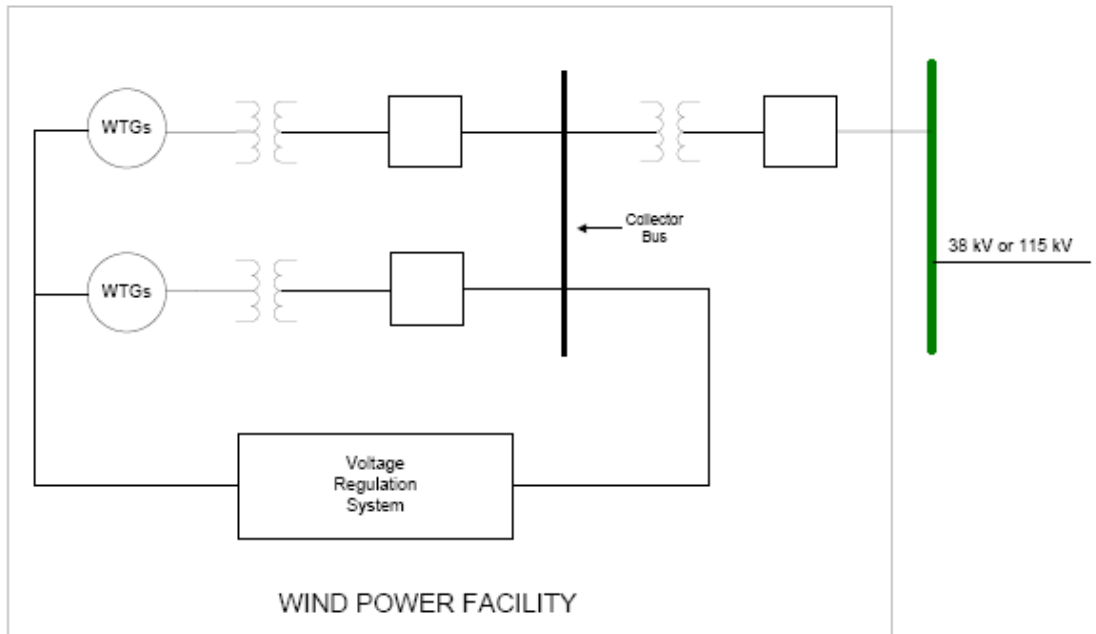 WTGs
Collector
Bus
38 kV or 115 kV
WTGs
Voltage
Regulation
System
WIND POWER FACILITY